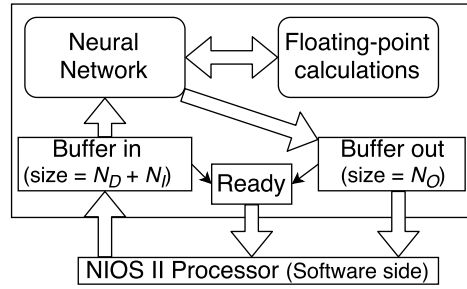 Neural
Network
Floating-point
calculations
Buffer in
(size = N_D + N_I)
Ready
Buffer out
(size = N_O)
NIOS II Processor (Software side)